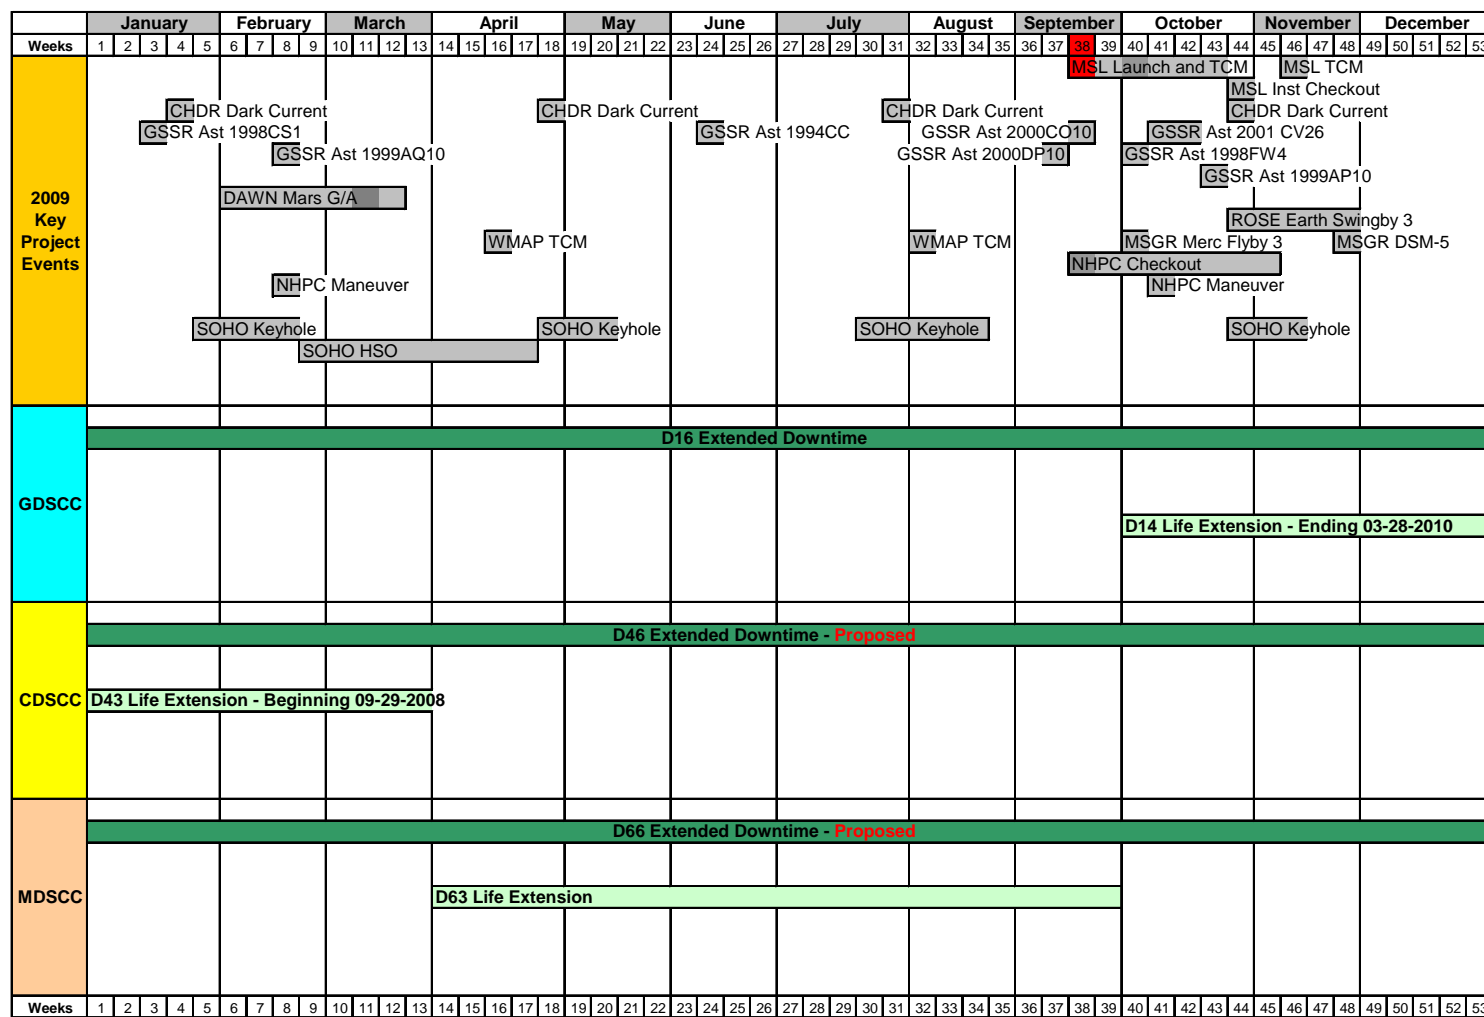 January February March April May June July August September October November December
Weeks 1 2 3 4 5 6 7 8 9 10 11 12 13 14 15 16 17 18 19 20 21 22 23 24 25 26 27 28 29 30 31 32 33 34 35 36 37 38 39 40 41 42 43 44 45 46 47 48 49 50 51 52 53
MSL Launch and TCM MSL TCM
MSL Inst Checkout
CHDR Dark Current CHDR Dark Current CHDR Dark Current CHDR Dark Current
GSSR Ast 1998CS1 GSSR Ast 1994CC GSSR Ast 2000CO10 GSSR Ast 2001 CV26
GSSR Ast 1999AQ10 GSSR Ast 2000DP10 GSSR Ast 1998FW4
GSSR Ast 1999AP10
2009
Key
Project
Events
DAWN Mars G/A
ROSE Earth Swingby 3
WMAP TCM WMAP TCM MSGR Merc Flyby 3 MSGR DSM-5
NHPC Checkout
NHPC Maneuver NHPC Maneuver
SOHO Keyhole SOHO Keyhole SOHO Keyhole SOHO Keyhole
SOHO HSO
GDSCC
D16 Extended Downtime
D14 Life Extension - Ending 03-28-2010
CDSCC
D46 Extended Downtime - Proposed
D43 Life Extension - Beginning 09-29-2008
MDSCC
D66 Extended Downtime - Proposed
D63 Life Extension
Weeks 1 2 3 4 5 6 7 8 9 10 11 12 13 14 15 16 17 18 19 20 21 22 23 24 25 26 27 28 29 30 31 32 33 34 35 36 37 38 39 40 41 42 43 44 45 46 47 48 49 50 51 52 53